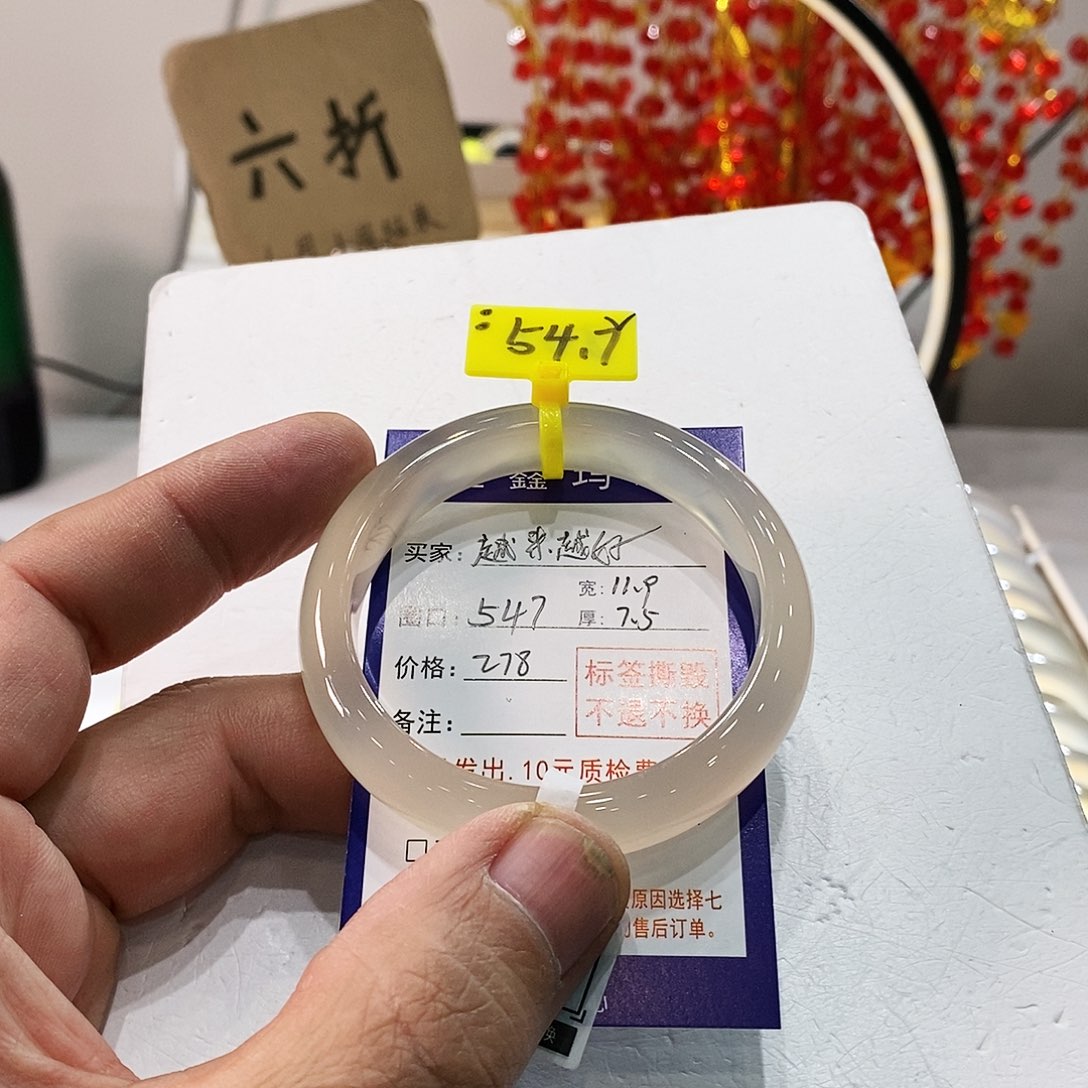 六折
: 54.7
鑫玛
买家: 越来越好
宽: 11.9
圈口: 547 厚: 7.5
价格: 278
标签撕毁
不退不换
备注:
发出.10元质检费
原因选择七
售后订单。